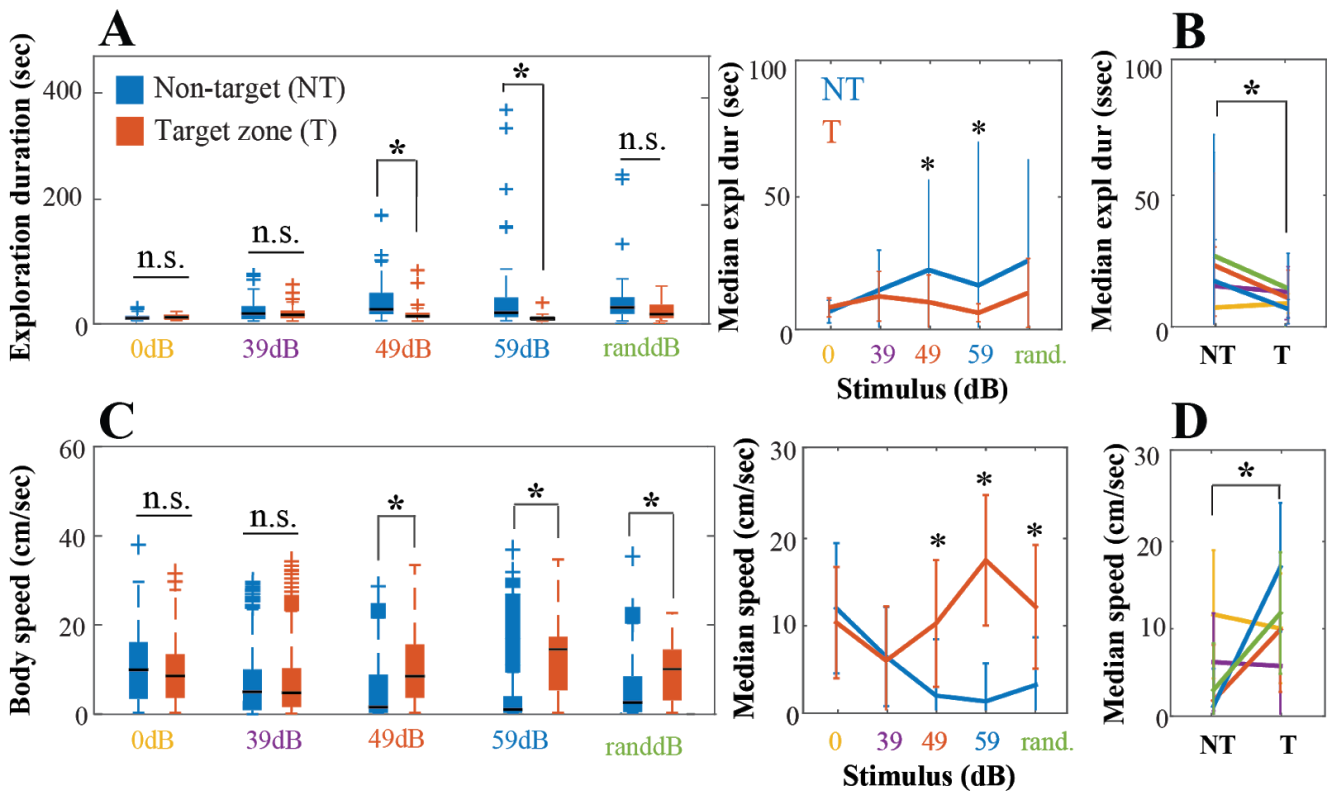 A
Exploration duration (sec)
400
200
0
Non-target (NT)
Target zone (T)
n.s.
n.s.
*
*
n.s.
0dB
39dB
49dB
59dB
randdB
Median expl dur (sec)
100
50
0
NT
T
*
*
0
39
49
59
rand.
Stimulus (dB)
B
Median expl dur (ssec)
100
50
0
*
NT
T
C
Body speed (cm/sec)
60
40
20
0
n.s.
n.s.
*
*
*
0dB
39dB
49dB
59dB
randdB
Median speed (cm/sec)
30
20
10
0
*
*
*
0
39
49
59
rand.
Stimulus (dB)
D
Median speed (cm/sec)
30
20
10
0
*
NT
T